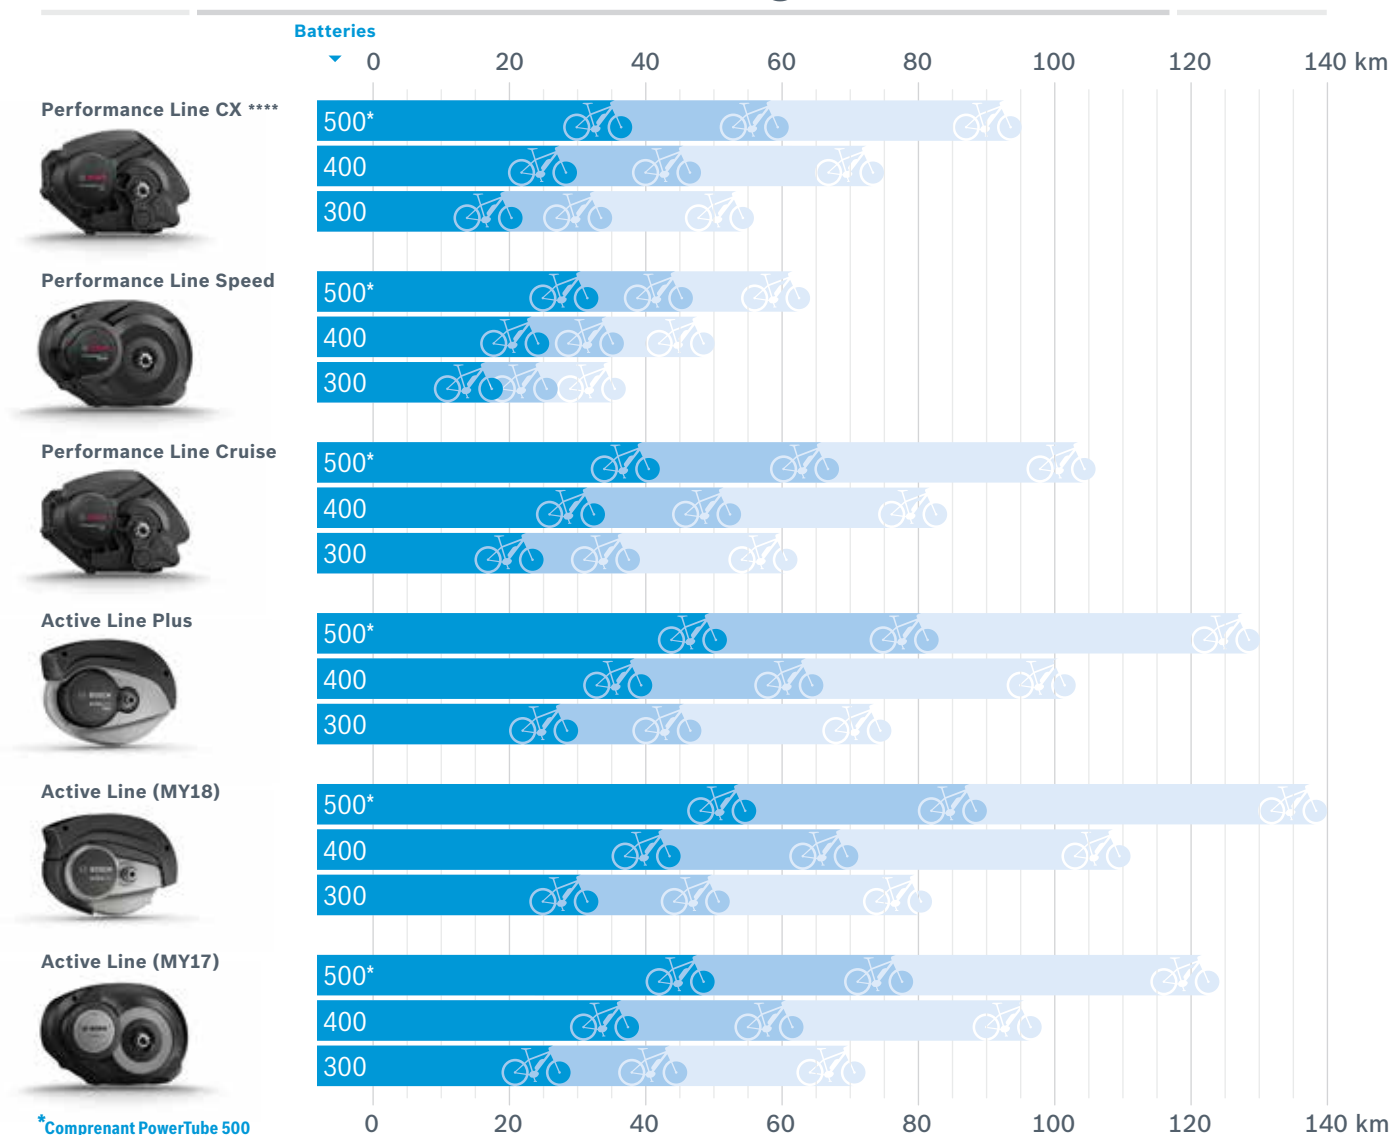 Batteries
0 20 40 60 80 100 120 140 km
Performance Line CX ****
500*
400
300
Performance Line Speed
500*
400
300
Performance Line Cruise
500*
400
300
Active Line Plus
500*
400
300
Active Line (MY18)
500*
400
300
Active Line (MY17)
500*
400
300
0 20 40 60 80 100 120 140 km
*Comprenant PowerTube 500